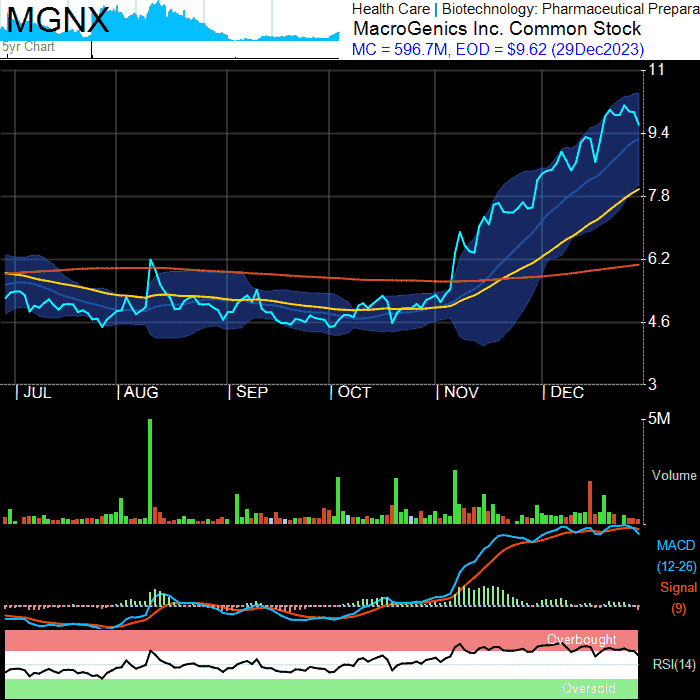 MGNX
5yr Chart
Health Care | Biotechnology: Pharmaceutical Prepara
MacroGenics Inc. Common Stock
MC = 596.7M, EOD = $9.62 (29Dec2023)
11
9.4
7.8
6.2
4.6
3
JUL
AUG
SEP
OCT
NOV
DEC
5M
Volume
MACD
(12-26)
Signal
(9)
Overbought
RSI(14)
Oversold